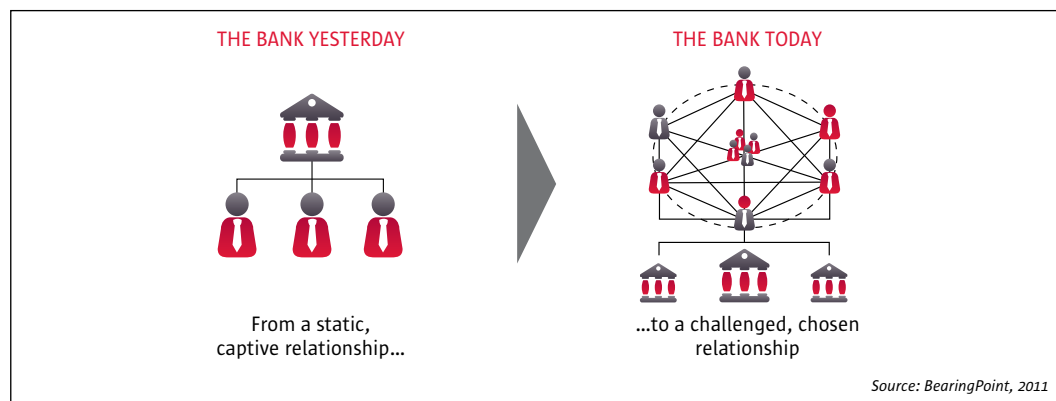 THE BANK YESTERDAY
THE BANK TODAY
From a static,
captive relationship...
...to a challenged, chosen
relationship
Source: BearingPoint, 2011